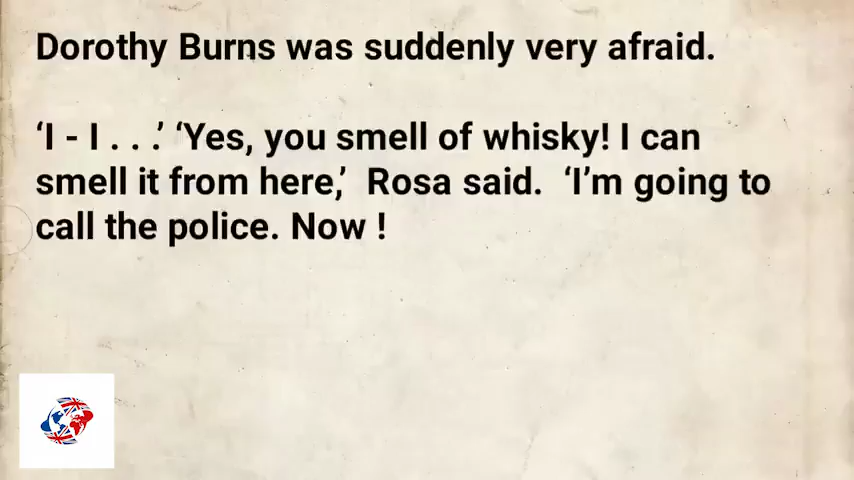 Dorothy Burns was suddenly very afraid.
‘I - I . . .’ ‘Yes, you smell of whisky! I can
smell it from here,’  Rosa said.  ‘I’m going to
call the police. Now !